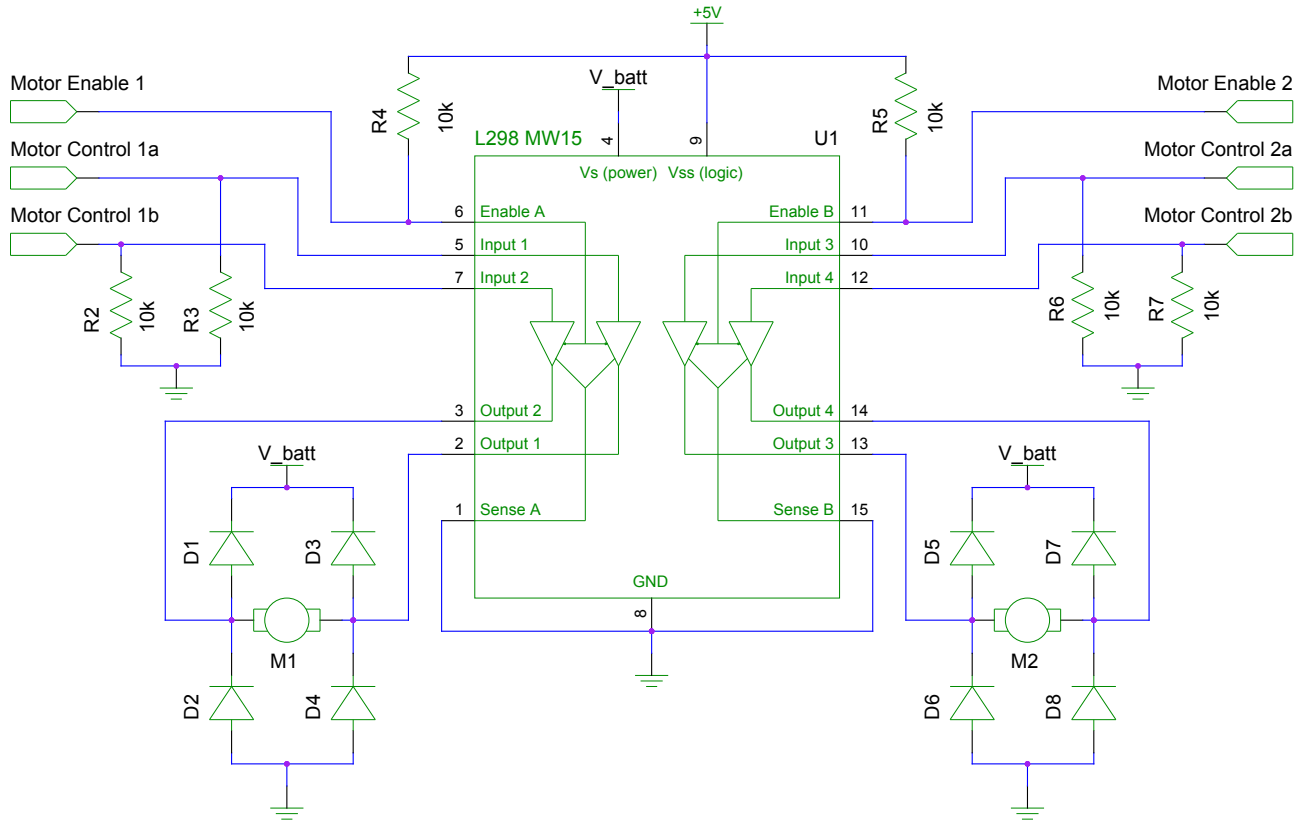 +5V
V_batt
Motor Enable 1
Motor Enable 2
R4
10k
R5
10k
L298 MW15
4
9
U1
Motor Control 1a
Motor Control 2a
Vs (power)
Vss (logic)
Motor Control 1b
Motor Control 2b
6
Enable A
Enable B
11
5
Input 1
Input 3
10
7
Input 2
Input 4
12
R2
10k
R3
10k
R6
10k
R7
10k
3
Output 2
Output 4
14
2
Output 1
Output 3
13
V_batt
V_batt
1
Sense A
Sense B
15
D1
D3
D5
D7
GND
8
M1
M2
D2
D4
D6
D8